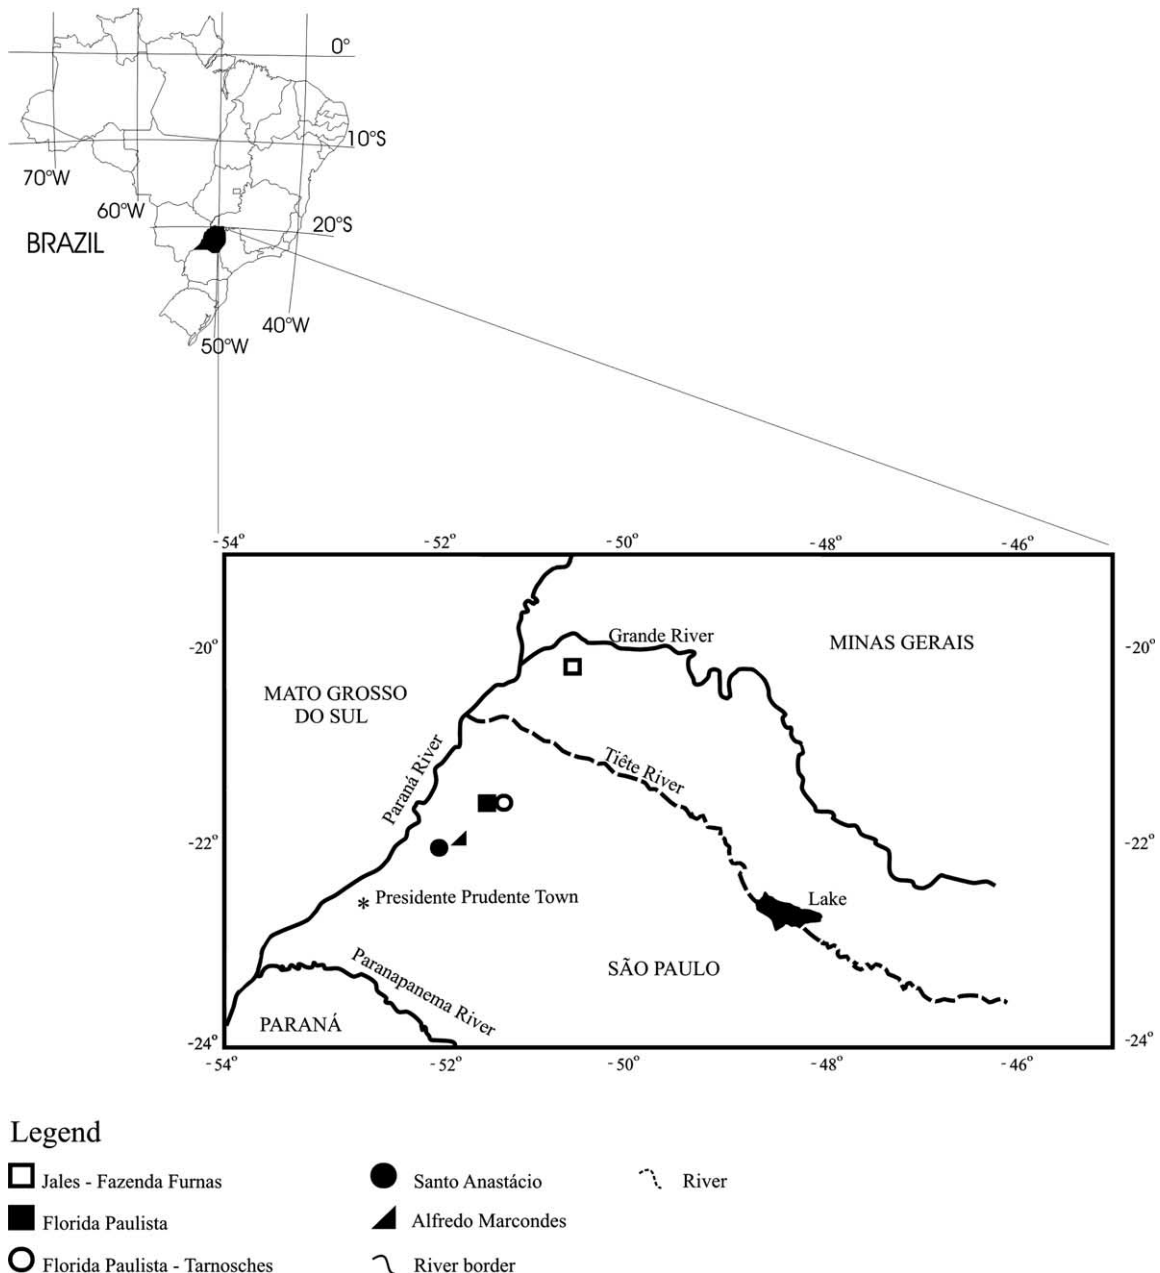 0°
10°S
70°W
60°W
20°S
BRAZIL
40°W
50°W
-54°
-52°
-50°
-48°
-46°
-20°
Grande River
MINAS GERAIS
-20°
MATO GROSSO
DO SUL
Paraná River
Tiête River
-22°
-22°
Presidente Prudente Town
Lake
Paranapanema River
SÃO PAULO
PARANÁ
-24°
-24°
-54°
-52°
-50°
-48°
-46°
Legend
Jales - Fazenda Furnas
Santo Anastácio
River
Florida Paulista
Alfredo Marcondes
Florida Paulista - Tarnosches
River border